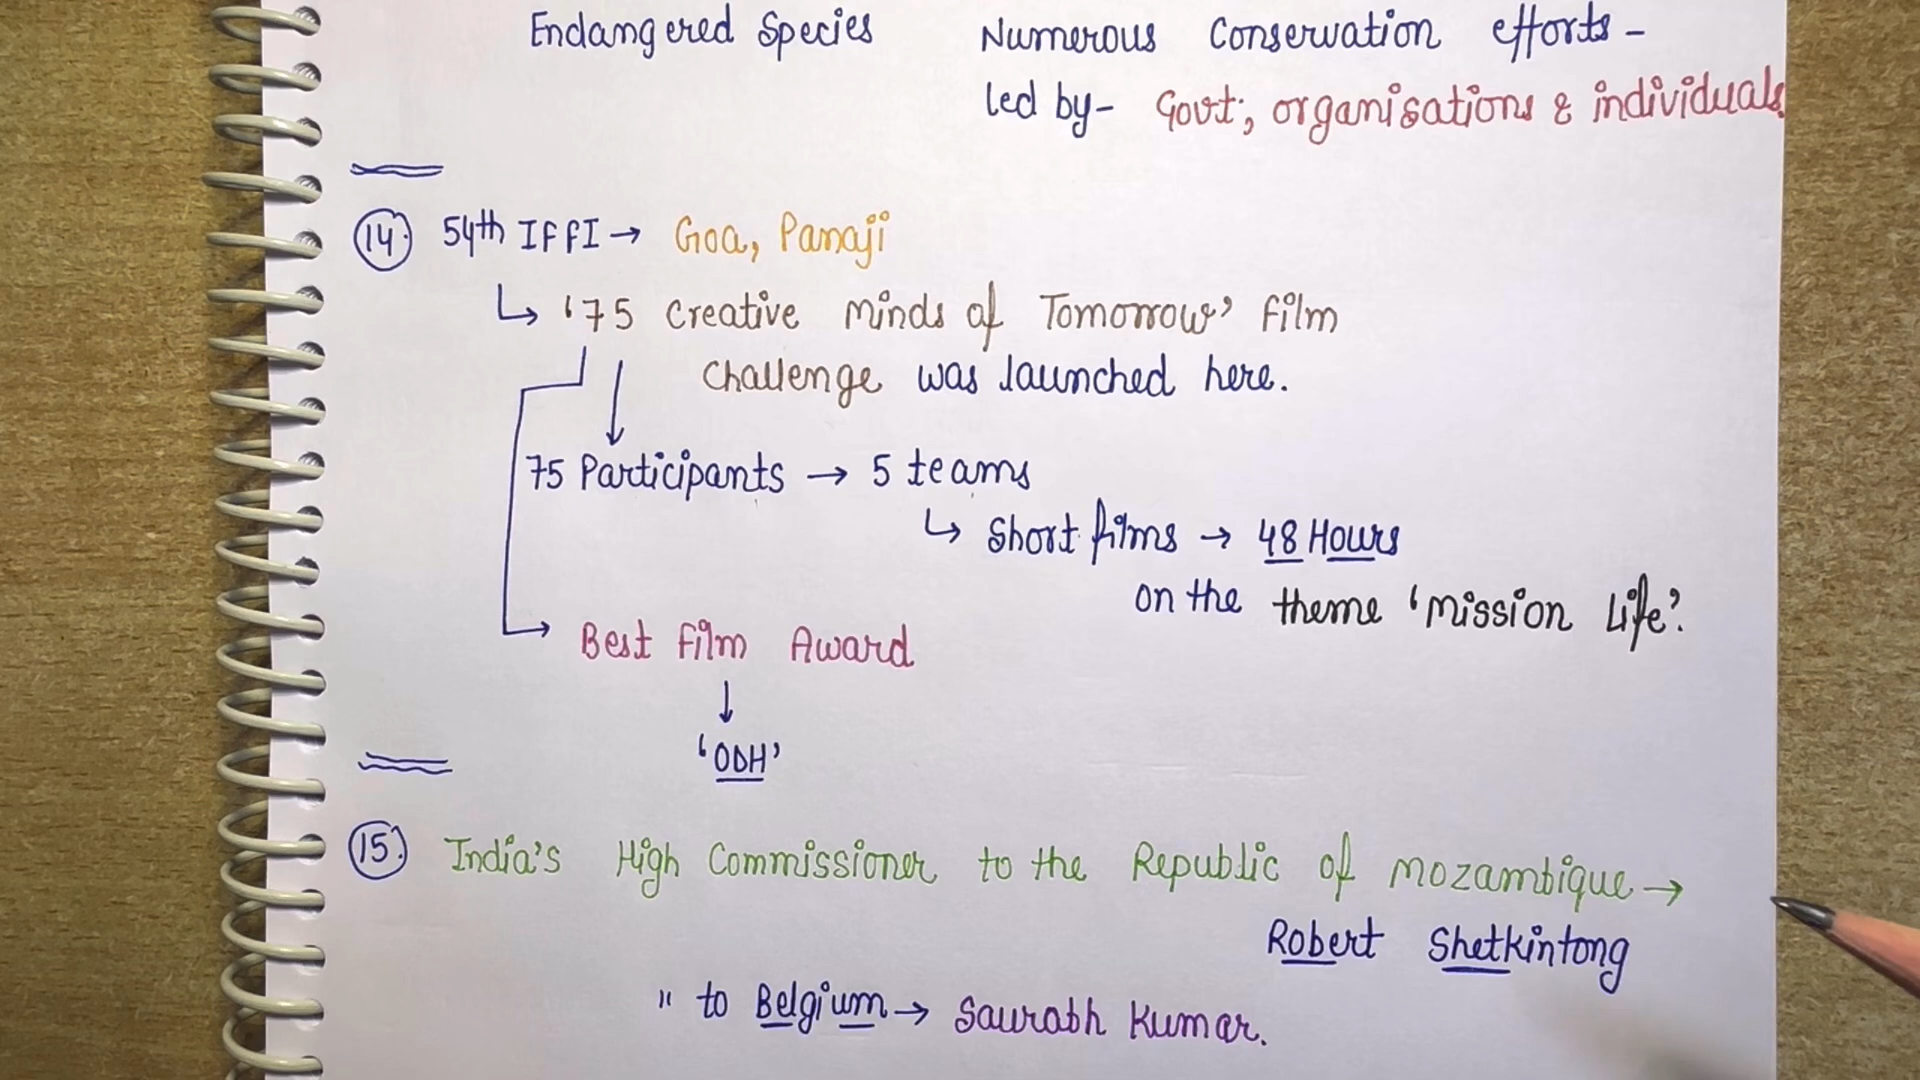 Endangered Species Numerous Conservation efforts -
led by- Govt; organisations & individuals.
14. 54th IFFI → Goa, Panaji
↳ '75 Creative Minds of Tomorrow' Film
Challenge was launched here.
75 Participants → 5 teams
↳ Short films → 48 Hours
on the theme 'Mission Life'.
Best Film Award
↓
'ODH'
15. India's High Commissioner to the Republic of Mozambique →
Robert Shetkintong
" to Belgium → Saurabh Kumar.